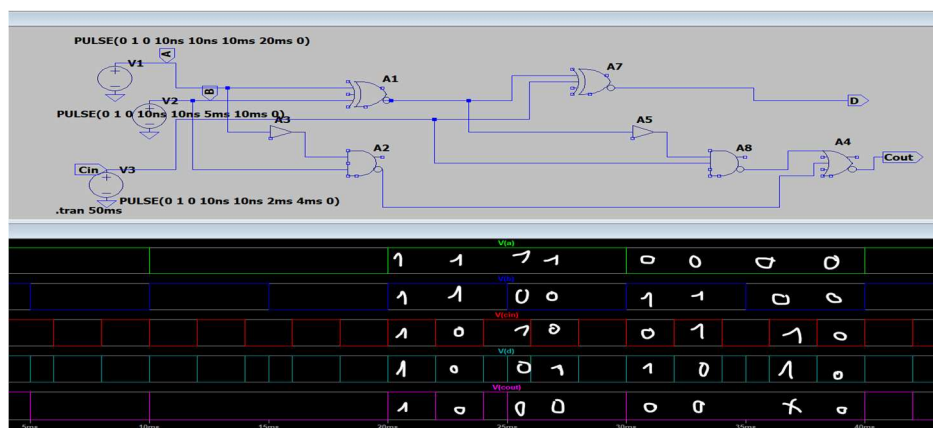 PULSE(0 1 0 10ns 10ns 10ms 20ms 0)
A
V1
A1
A7
B
V2
D
PULSE(0 1 0 10ns 10ns 5ms 10ms 0)
A3
A5
A2
A8
A4
Cin
V3
Cout
PULSE(0 1 0 10ns 10ns 2ms 4ms 0)
.tran 50ms
V(a)
1 1 1 1 0 0 0 0
1 1 0 0 1 1 0 0
V(cin)
1 0 1 0 0 1 1 0
V(d)
1 0 0 1 1 0 1 0
V(cout)
1 0 0 0 0 0 x 0
5ms 10ms 15ms 20ms 25ms 30ms 35ms 40ms